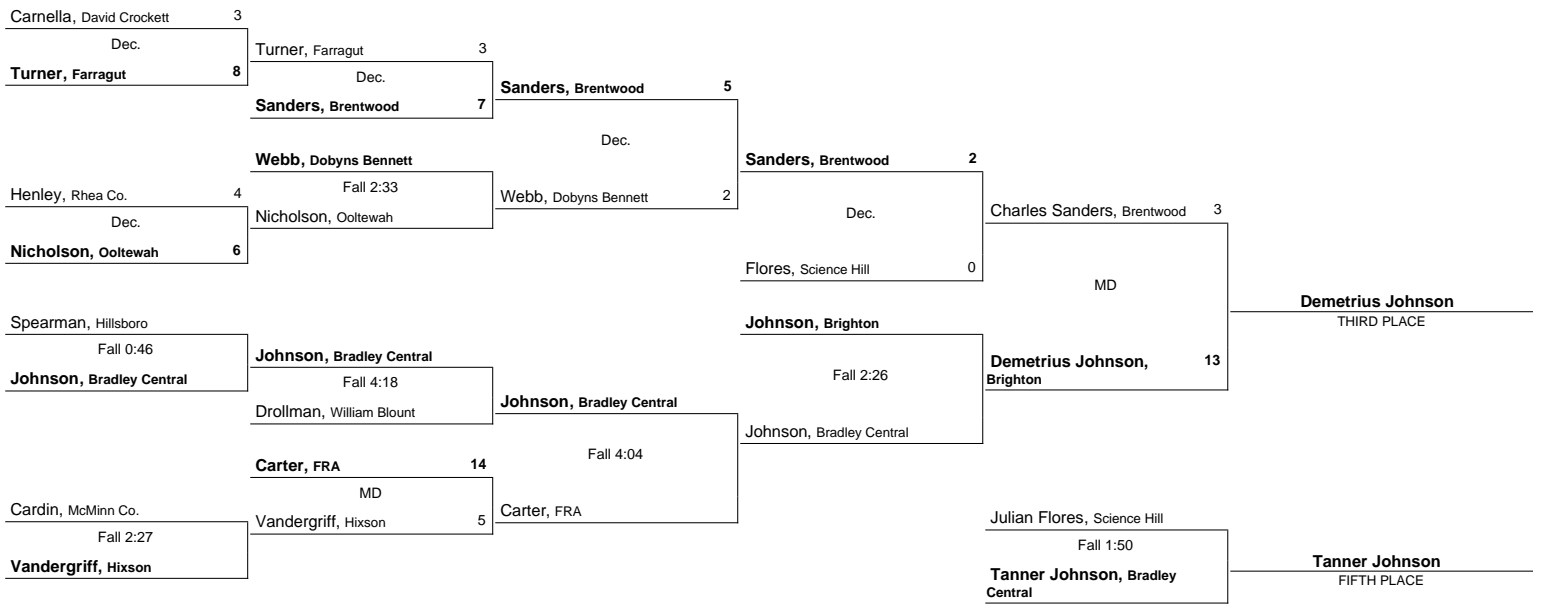 Carnella, David Crockett 3
Dec.
Turner, Farragut 8
Henley, Rhea Co. 4
Dec.
Nicholson, Ooltewah 6
Spearman, Hillsboro
Fall 0:46
Johnson, Bradley Central
Cardin, McMinn Co.
Fall 2:27
Vandergriff, Hixson
Turner, Farragut 3
Dec.
Sanders, Brentwood 7
Webb, Dobyns Bennett
Fall 2:33
Nicholson, Ooltewah
Johnson, Bradley Central
Fall 4:18
Drollman, William Blount
Carter, FRA 14
MD
Vandergriff, Hixson 5
Sanders, Brentwood 5
Dec.
Webb, Dobyns Bennett 2
Johnson, Bradley Central
Fall 4:04
Carter, FRA
Sanders, Brentwood 2
Dec.
Flores, Science Hill 0
Johnson, Brighton
Fall 2:26
Johnson, Bradley Central
Charles Sanders, Brentwood 3
MD
Demetrius Johnson, 13
Brighton
Julian Flores, Science Hill
Fall 1:50
Tanner Johnson, Bradley
Central
Demetrius Johnson
THIRD PLACE
Tanner Johnson
FIFTH PLACE